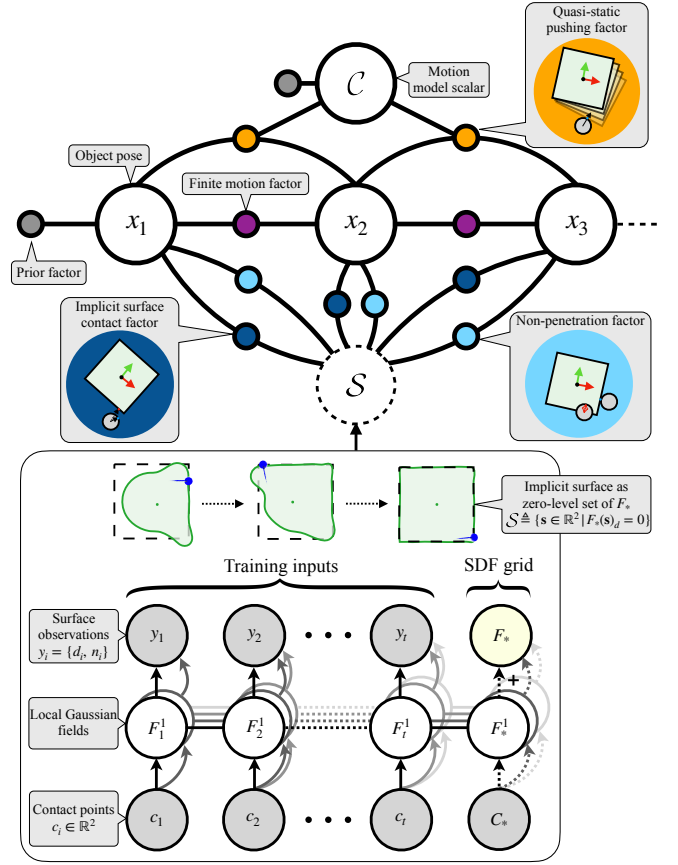 Quasi-static
pushing factor
Motion
model scalar
𝒞
Object pose
Finite motion factor
x₁
x₂
x₃
Prior factor
Implicit surface
contact factor
Non-penetration factor
𝒮
Implicit surface as
zero-level set of F*
𝒮 ≜ {s ∈ ℝ² | F*(s)d = 0}
Training inputs
SDF grid
Surface
observations
yᵢ = {dᵢ, nᵢ}
y₁
y₂
• • •
yₜ
F*
+
Local Gaussian
fields
F₁¹
F₂¹
Fₜ¹
F*¹
Contact points
cᵢ ∈ ℝ²
c₁
c₂
• • •
cₜ
C*